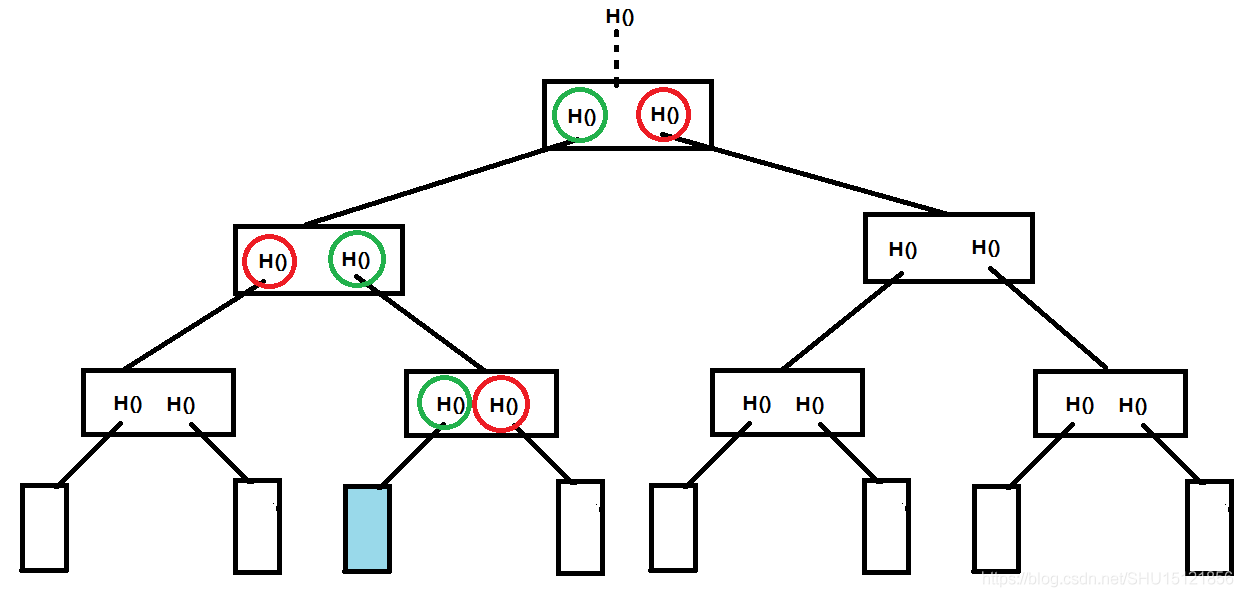 H()
H() H()
H() H() H() H()
H() H() H() H() H() H() H() H()
https://blog.csdn.net/SHU15121856